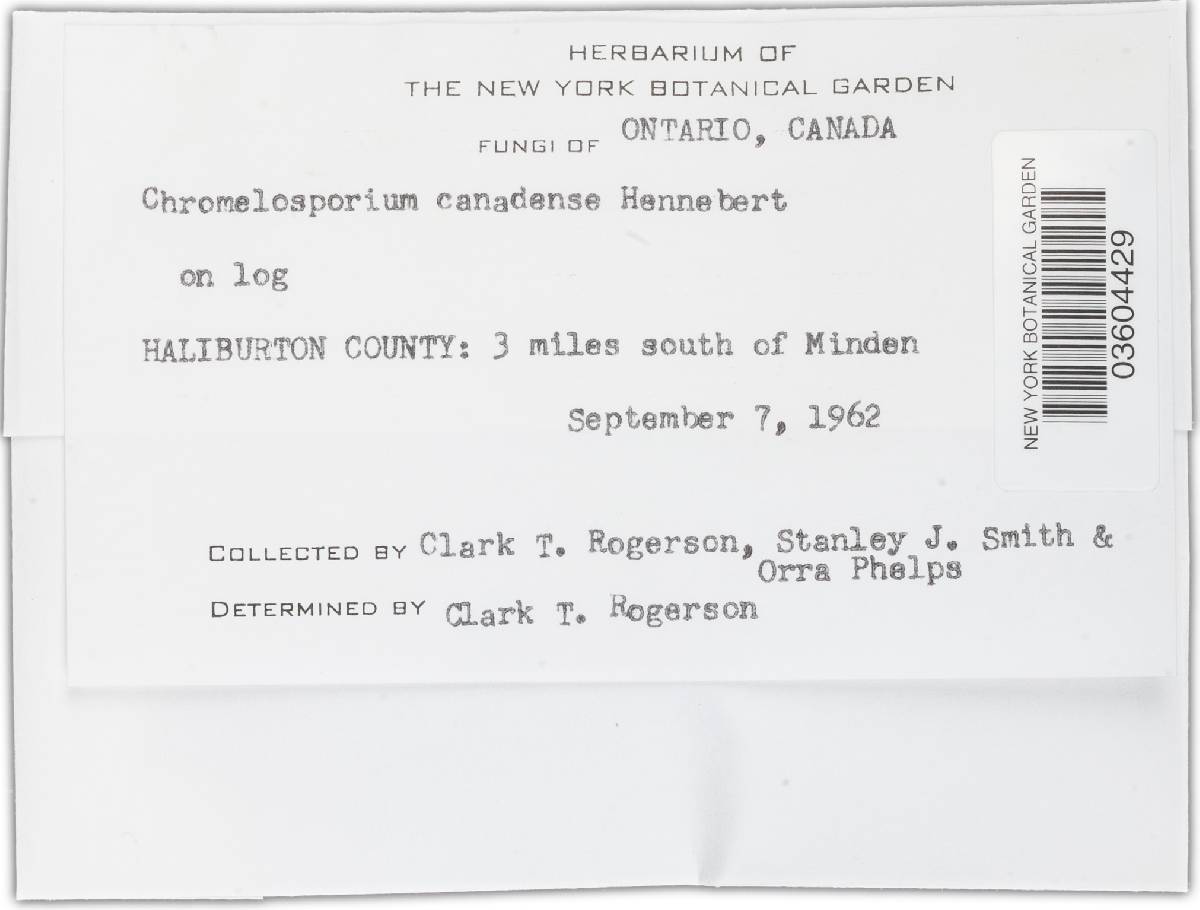 HERBARIUM OF
THE NEW YORK BOTANICAL GARDEN
FUNGI OF ONTARIO, CANADA
Chromelosporium canadense Hennebert
on log
HALIBURTON COUNTY: 3 miles south of Minden
September 7, 1962
COLLECTED BY Clark T. Rogerson, Stanley J. Smith &
Orra Phelps
DETERMINED BY Clark T. Rogerson
NEW YORK BOTANICAL GARDEN
03604429